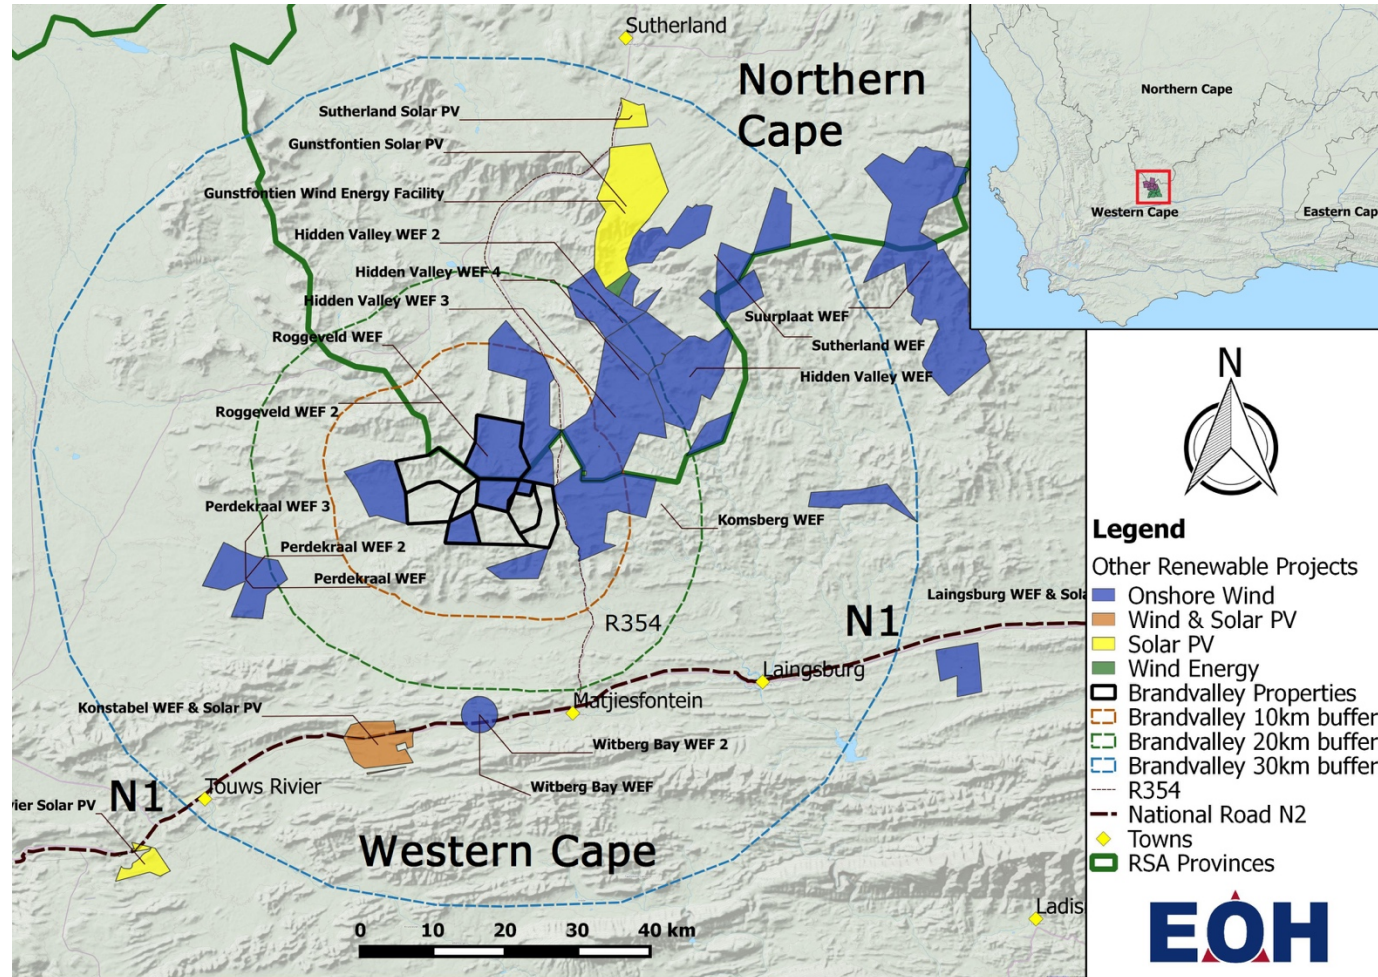 Sutherland
Northern
Cape
Sutherland Solar PV
Gunstfontien Solar PV
Gunstfontien Wind Energy Facility
Hidden Valley WEF 2
Hidden Valley WEF 4
Hidden Valley WEF 3
Roggeveld WEF
Roggeveld WEF 2
Suurplaat WEF
Sutherland WEF
Hidden Valley WEF
Perdekraal WEF 3
Perdekraal WEF 2
Perdekraal WEF
Komsberg WEF
Laingsburg WEF & Sola
R354
N1
Laingsburg
Konstabel WEF & Solar PV
Matjiesfontein
Witberg Bay WEF 2
Witberg Bay WEF
Touws Rivier
vier Solar PV
N1
Western Cape
0 10 20 30 40 km
Ladis
Northern Cape
Western Cape
Eastern Cap
N
Legend
Other Renewable Projects
Onshore Wind
Wind & Solar PV
Solar PV
Wind Energy
Brandvalley Properties
Brandvalley 10km buffer
Brandvalley 20km buffer
Brandvalley 30km buffer
R354
National Road N2
Towns
RSA Provinces
EOH